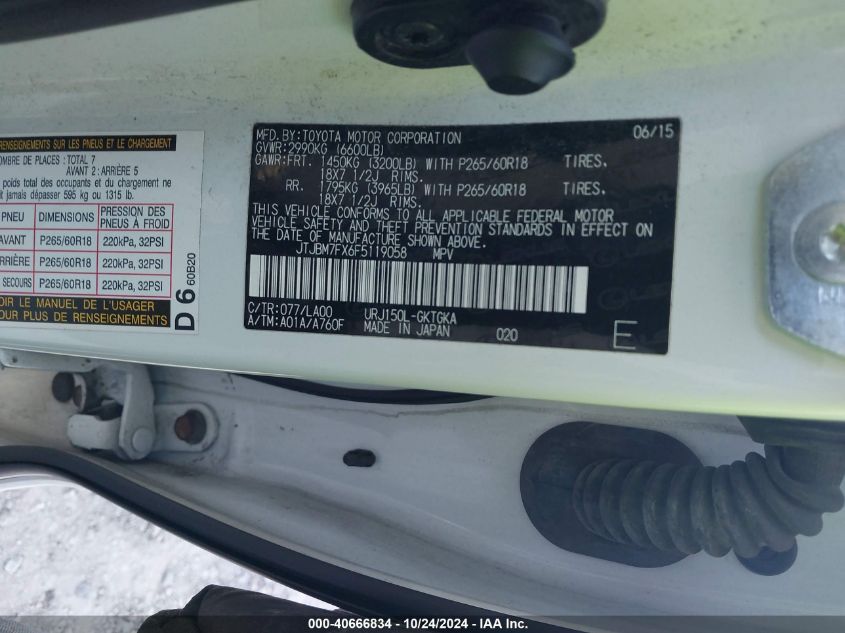 RENSEIGNEMENTS SUR LES PNEUS ET LE CHARGEMENT
NOMBRE DE PLACES : TOTAL 7
AVANT 2 : ARRIÈRE 5
poids total des occupants et du chargement
it jamais dépasser 595 kg ou 1315 lb.
PNEU DIMENSIONS PRESSION DES PNEUS À FROID
AVANT P265/60R18 220kPa, 32PSI
ARRIÈRE P265/60R18 220kPa, 32PSI
SECOURS P265/60R18 220kPa, 32PSI
OIR LE MANUEL DE L'USAGER
POUR PLUS DE RENSEIGNEMENTS
D 6 60B20
MFD.BY:TOYOTA MOTOR CORPORATION 06/15
GVWR:2990KG (6600LB)
GAWR:FRT. 1450KG (3200LB) WITH P265/60R18 TIRES.
18X7 1/2J RIMS.
RR. 1795KG (3965LB) WITH P265/60R18 TIRES.
18X7 1/2J RIMS.
THIS VEHICLE CONFORMS TO ALL APPLICABLE FEDERAL MOTOR
VEHICLE SAFETY AND THEFT PREVENTION STANDARDS IN EFFECT ON
THE DATE OF MANUFACTURE SHOWN ABOVE.
JTJBM7FX6F5119058 MPV
C/TR:077/LA00 URJ150L-GKTGKA
A/TM:A01A/A760F MADE IN JAPAN 020
E
000-40666834 - 10/24/2024 - IAA Inc.